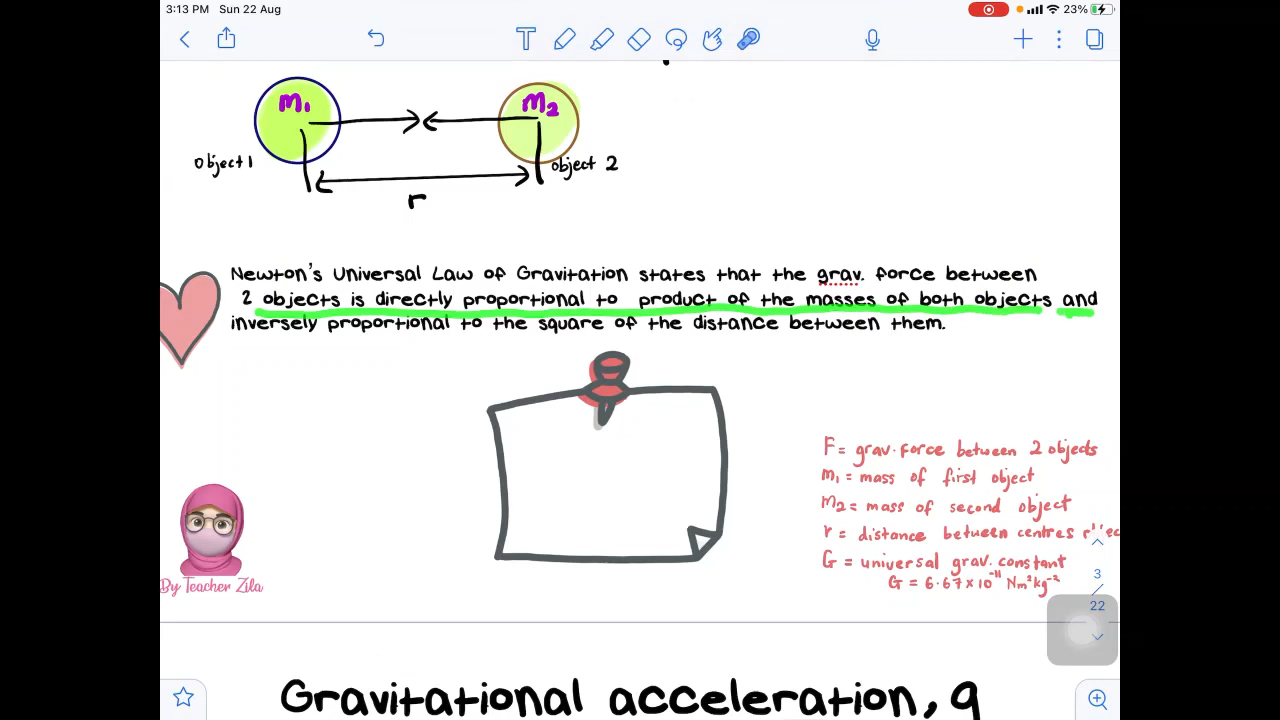 3:13 PM Sun 22 Aug
23%
T
m1
m2
object 1
object 2
r
Newton's Universal Law of Gravitation states that the grav. force between
2 objects is directly proportional to product of the masses of both objects and
inversely proportional to the square of the distance between them.
F = grav. force between 2 objects
m1 = mass of first object
m2 = mass of second object
r = distance between centres
G = universal grav. constant
G = 6.67 x 10⁻¹¹ Nm²kg⁻²
By Teacher Zila
3
/
22
Gravitational acceleration, g